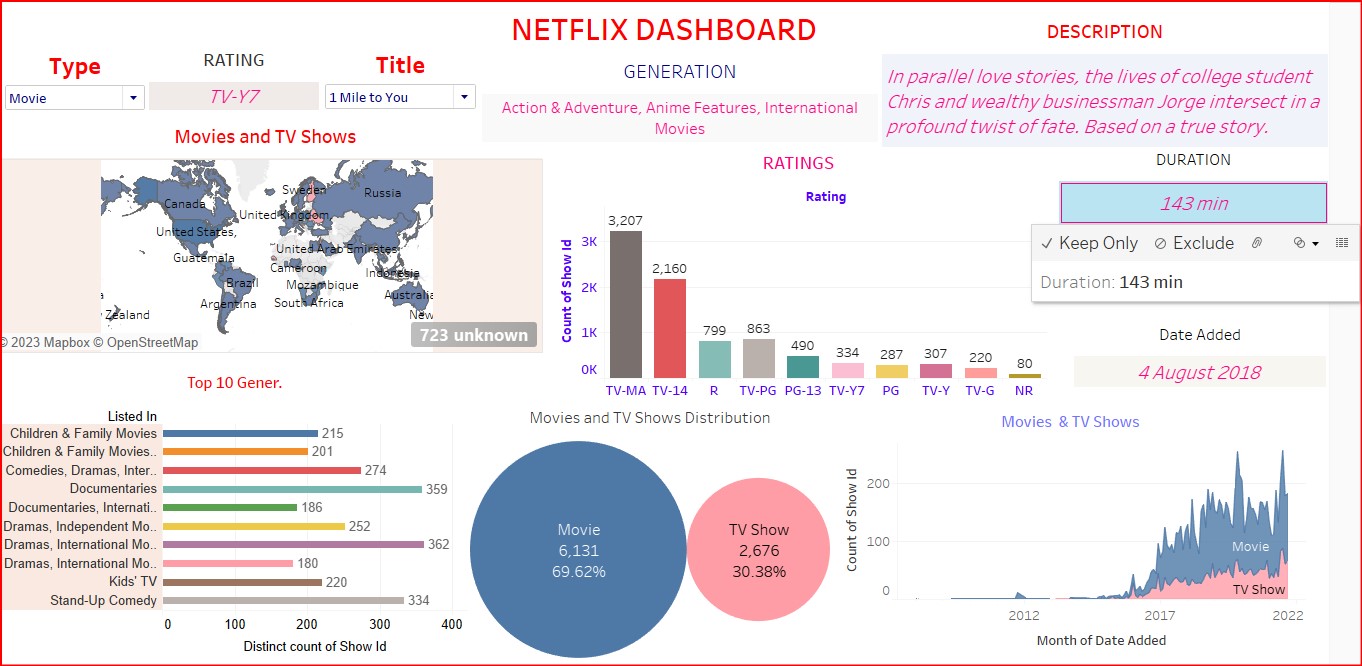 NETFLIX DASHBOARD
Type
Movie
RATING
TV-Y7
Title
1 Mile to You
GENERATION
Action & Adventure, Anime Features, International
Movies
DESCRIPTION
In parallel love stories, the lives of college student
Chris and wealthy businessman Jorge intersect in a
profound twist of fate. Based on a true story.
DURATION
143 min
Keep Only
Exclude
Duration: 143 min
Date Added
4 August 2018
Movies and TV Shows
Sweden
Russia
Canada
United Kingdom,
United States,
United Arab Emirates,
Guatemala
Cameroon
Indonesia
Brazil
Mozambique
Argentina
South Africa
Australia
a
Zealand
New
723 unknown
© 2023 Mapbox © OpenStreetMap
RATINGS
Rating
Count of Show Id
3K
2K
1K
0K
3,207
2,160
799
863
490
334
287
307
220
80
TV-MA
TV-14
R
TV-PG
PG-13
TV-Y7
PG
TV-Y
TV-G
NR
Top 10 Gener.
Listed In
Children & Family Movies 215
Children & Family Movies.. 201
Comedies, Dramas, Inter.. 274
Documentaries 359
Documentaries, Internati.. 186
Dramas, Independent Mo.. 252
Dramas, International Mo.. 362
Dramas, International Mo.. 180
Kids' TV 220
Stand-Up Comedy 334
0 100 200 300 400
Distinct count of Show Id
Movies and TV Shows Distribution
Movie
6,131
69.62%
TV Show
2,676
30.38%
Movies & TV Shows
Count of Show Id
200
100
0
Movie
TV Show
2012 2017 2022
Month of Date Added